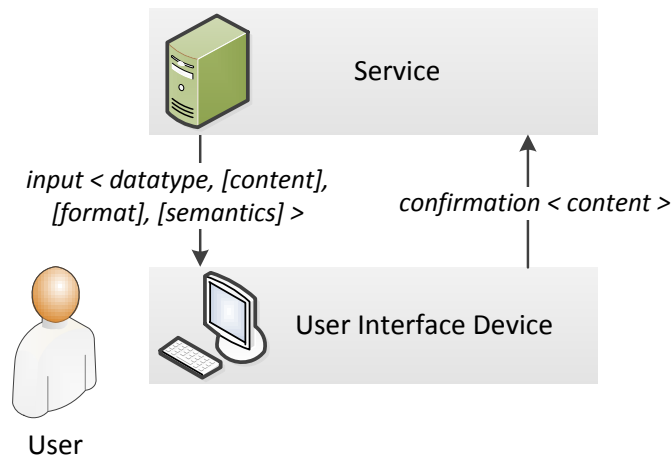 Service
input < datatype, [content],
[format], [semantics] >
confirmation < content >
User Interface Device
User